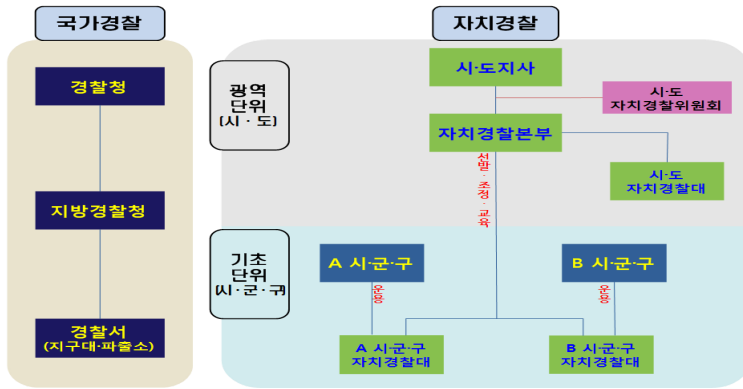 국가경찰
자치경찰
경찰청
지방경찰청
경찰서
(지구대·파출소)
광역
단위
(시·도)
시·도지사
시·도
자치경찰위원회
자치경찰본부
선발·조정·교육
시·도
자치경찰대
기초
단위
(시·군·구)
A 시·군·구
B 시·군·구
운용
운용
A 시·군·구
자치경찰대
B 시·군·구
자치경찰대